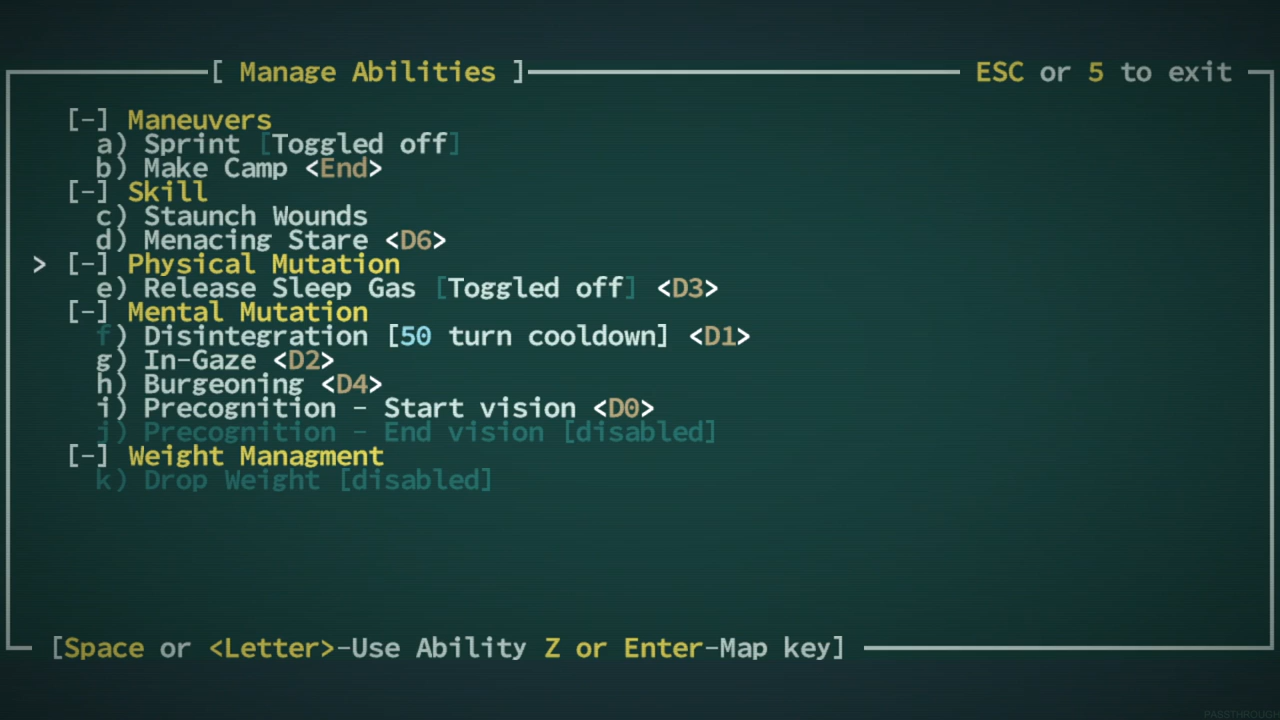 [ Manage Abilities ] ESC or 5 to exit
[-] Maneuvers
a) Sprint [Toggled off]
b) Make Camp <End>
[-] Skill
c) Staunch Wounds
d) Menacing Stare <D6>
> [-] Physical Mutation
e) Release Sleep Gas [Toggled off] <D3>
[-] Mental Mutation
f) Disintegration [50 turn cooldown] <D1>
g) In-Gaze <D2>
h) Burgeoning <D4>
i) Precognition - Start vision <D0>
j) Precognition - End vision [disabled]
[-] Weight Managment
k) Drop Weight [disabled]
[Space or <Letter>-Use Ability Z or Enter-Map key]
PASSTHROUGH